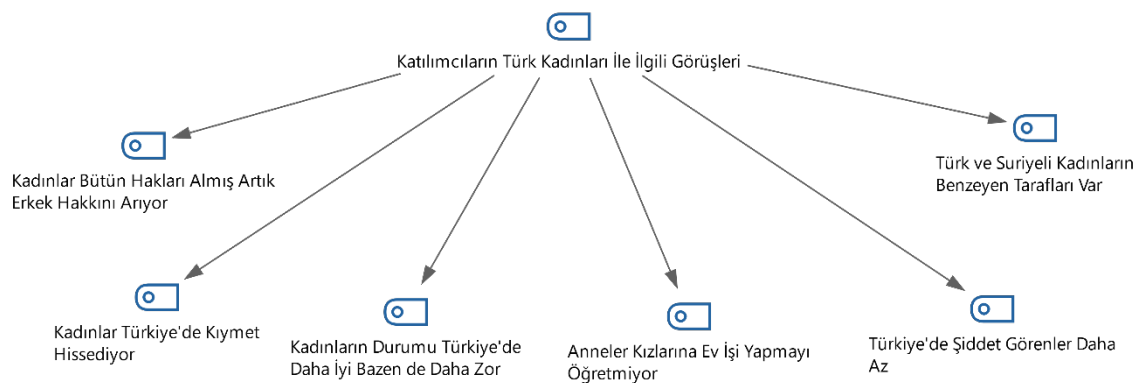 Katılımcıların Türk Kadınları İle İlgili Görüşleri
Kadınlar Bütün Hakları Almış Artık
Erkek Hakkını Arıyor
Türk ve Suriyeli Kadınların
Benzeyen Tarafları Var
Kadınlar Türkiye'de Kıymet
Hissediyor
Kadınların Durumu Türkiye'de
Daha İyi Bazen de Daha Zor
Anneler Kızlarına Ev İşi Yapmayı
Öğretmiyor
Türkiye'de Şiddet Görenler Daha
Az